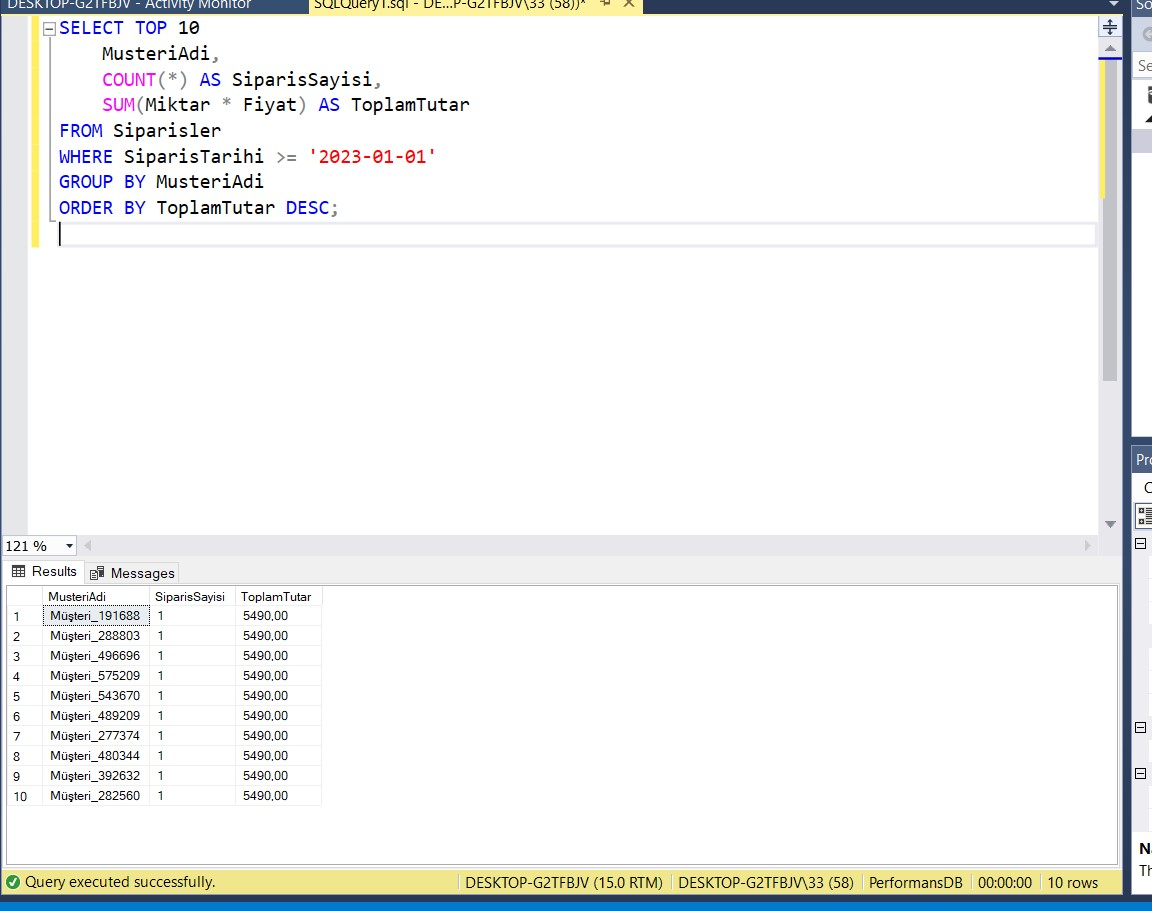 DESKTOP-G2TFBJV - Activity Monitor
SQLQuery1.sql - DE...P-G2TFBJV\33 (58))*
SELECT TOP 10
MusteriAdi,
COUNT(*) AS SiparisSayisi,
SUM(Miktar * Fiyat) AS ToplamTutar
FROM Siparisler
WHERE SiparisTarihi >= '2023-01-01'
GROUP BY MusteriAdi
ORDER BY ToplamTutar DESC;
121 %
Results Messages
MusteriAdi SiparisSayisi ToplamTutar
1 Müşteri_191688 1 5490,00
2 Müşteri_288803 1 5490,00
3 Müşteri_496696 1 5490,00
4 Müşteri_575209 1 5490,00
5 Müşteri_543670 1 5490,00
6 Müşteri_489209 1 5490,00
7 Müşteri_277374 1 5490,00
8 Müşteri_480344 1 5490,00
9 Müşteri_392632 1 5490,00
10 Müşteri_282560 1 5490,00
Query executed successfully.
DESKTOP-G2TFBJV (15.0 RTM) DESKTOP-G2TFBJV\33 (58) PerformansDB 00:00:00 10 rows